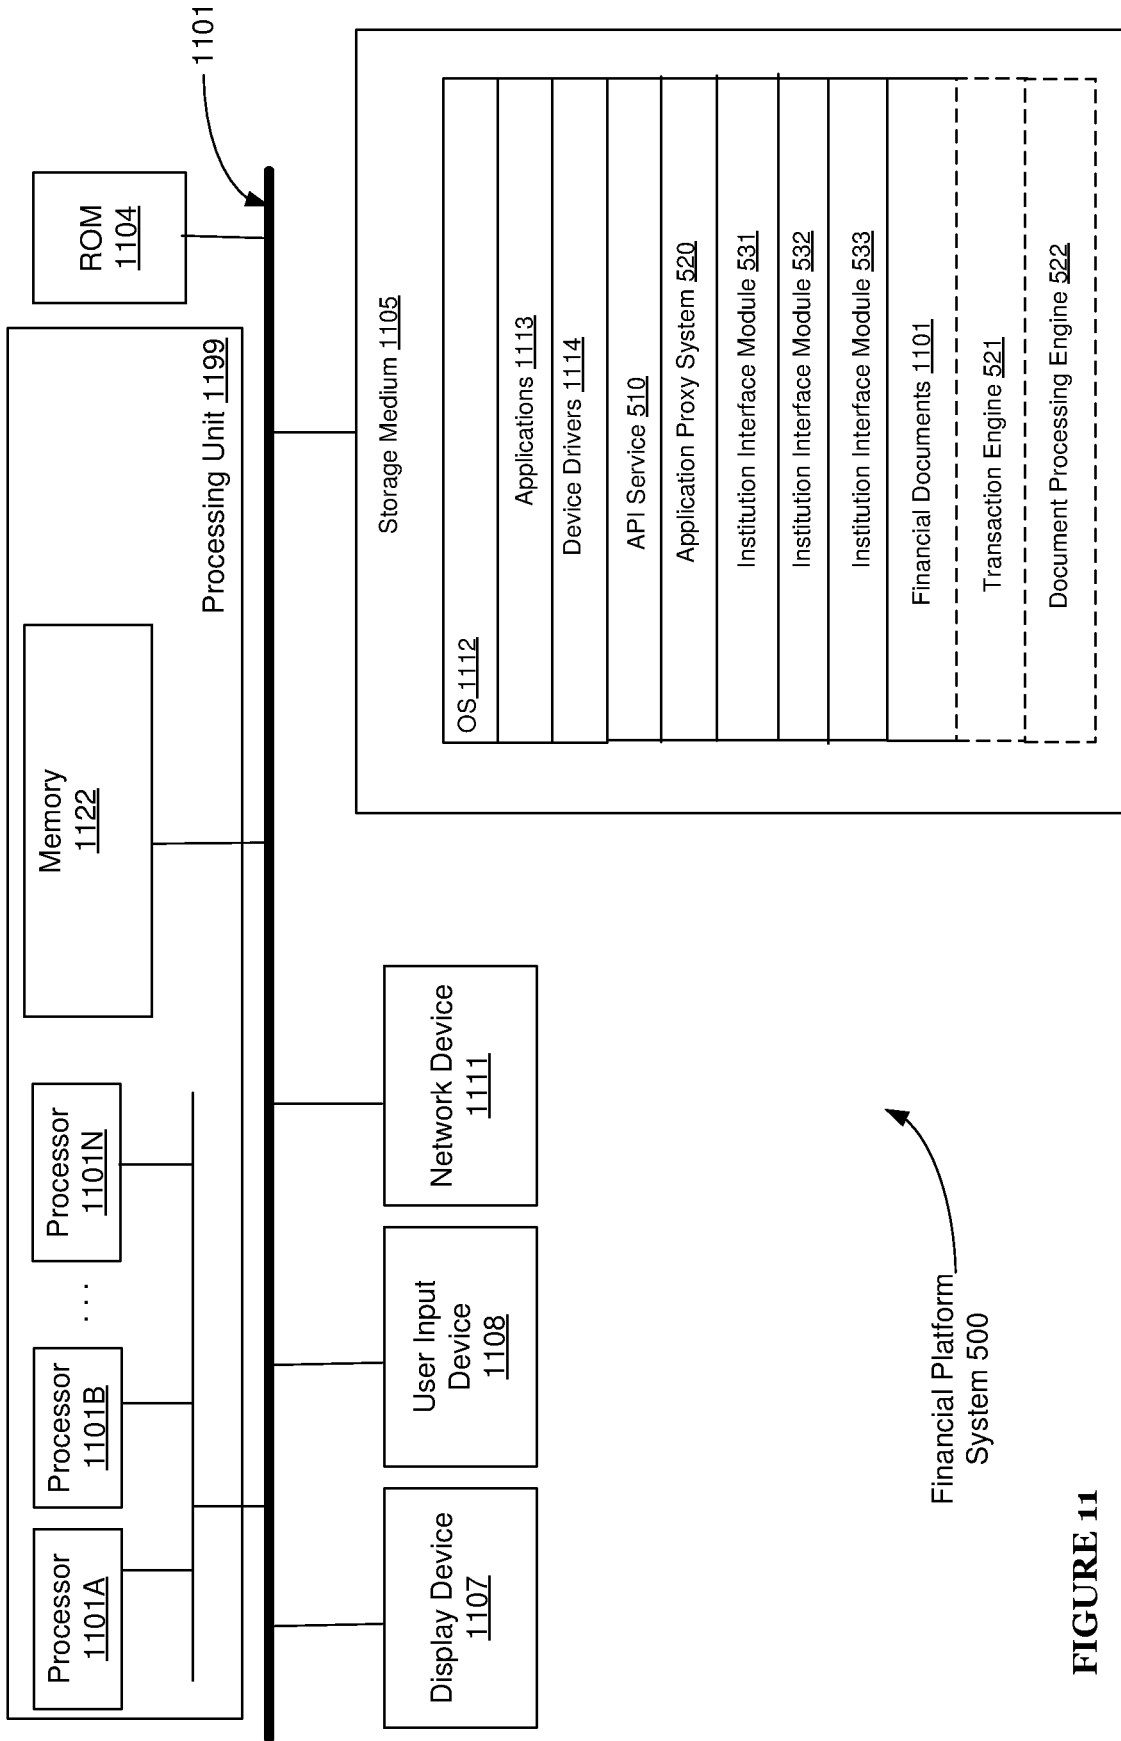 Processor
1101A
Processor
1101B
. . .
Processor
1101N
Memory
1122
Processing Unit 1199
ROM
1104
1101
Display Device
1107
User Input
Device
1108
Network Device
1111
Storage Medium 1105
OS 1112
Applications 1113
Device Drivers 1114
API Service 510
Application Proxy System 520
Institution Interface Module 531
Institution Interface Module 532
Institution Interface Module 533
Financial Documents 1101
Transaction Engine 521
Document Processing Engine 522
Financial Platform
System 500
FIGURE 11